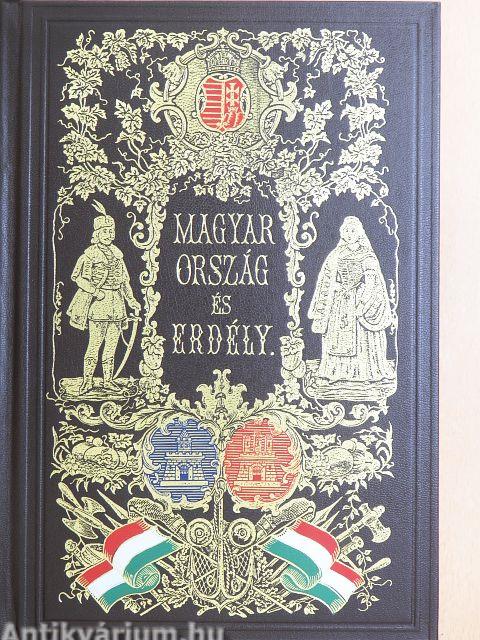 MAGYAR
ORSZÁG
ÉS
ERDÉLY.
Antikvárium.hu